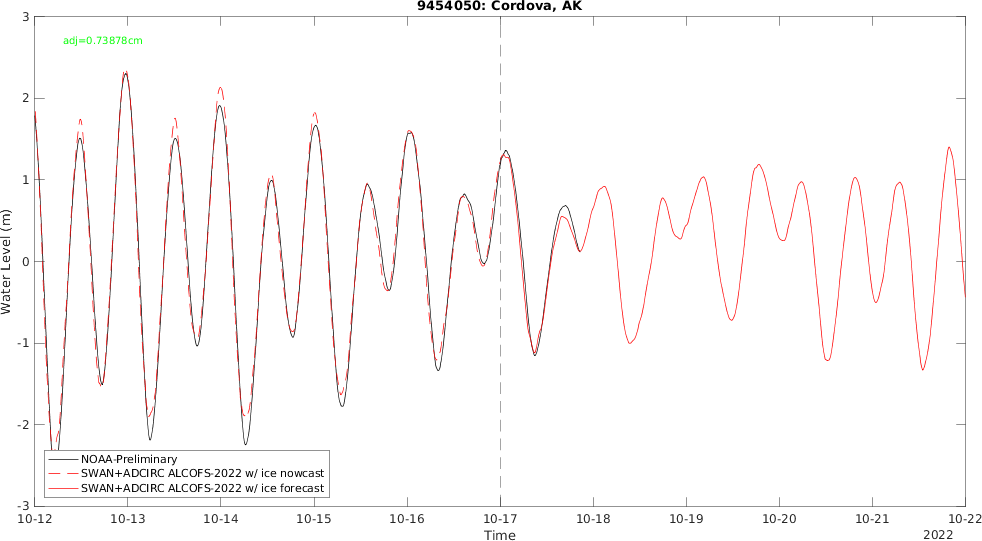 9454050: Cordova, AK
adj=0.73878cm
Water Level (m)
3
2
1
0
-1
-2
-3
NOAA-Preliminary
SWAN+ADCIRC ALCOFS-2022 w/ ice nowcast
SWAN+ADCIRC ALCOFS-2022 w/ ice forecast
10-12 10-13 10-14 10-15 10-16 10-17 10-18 10-19 10-20 10-21 10-22
Time
2022